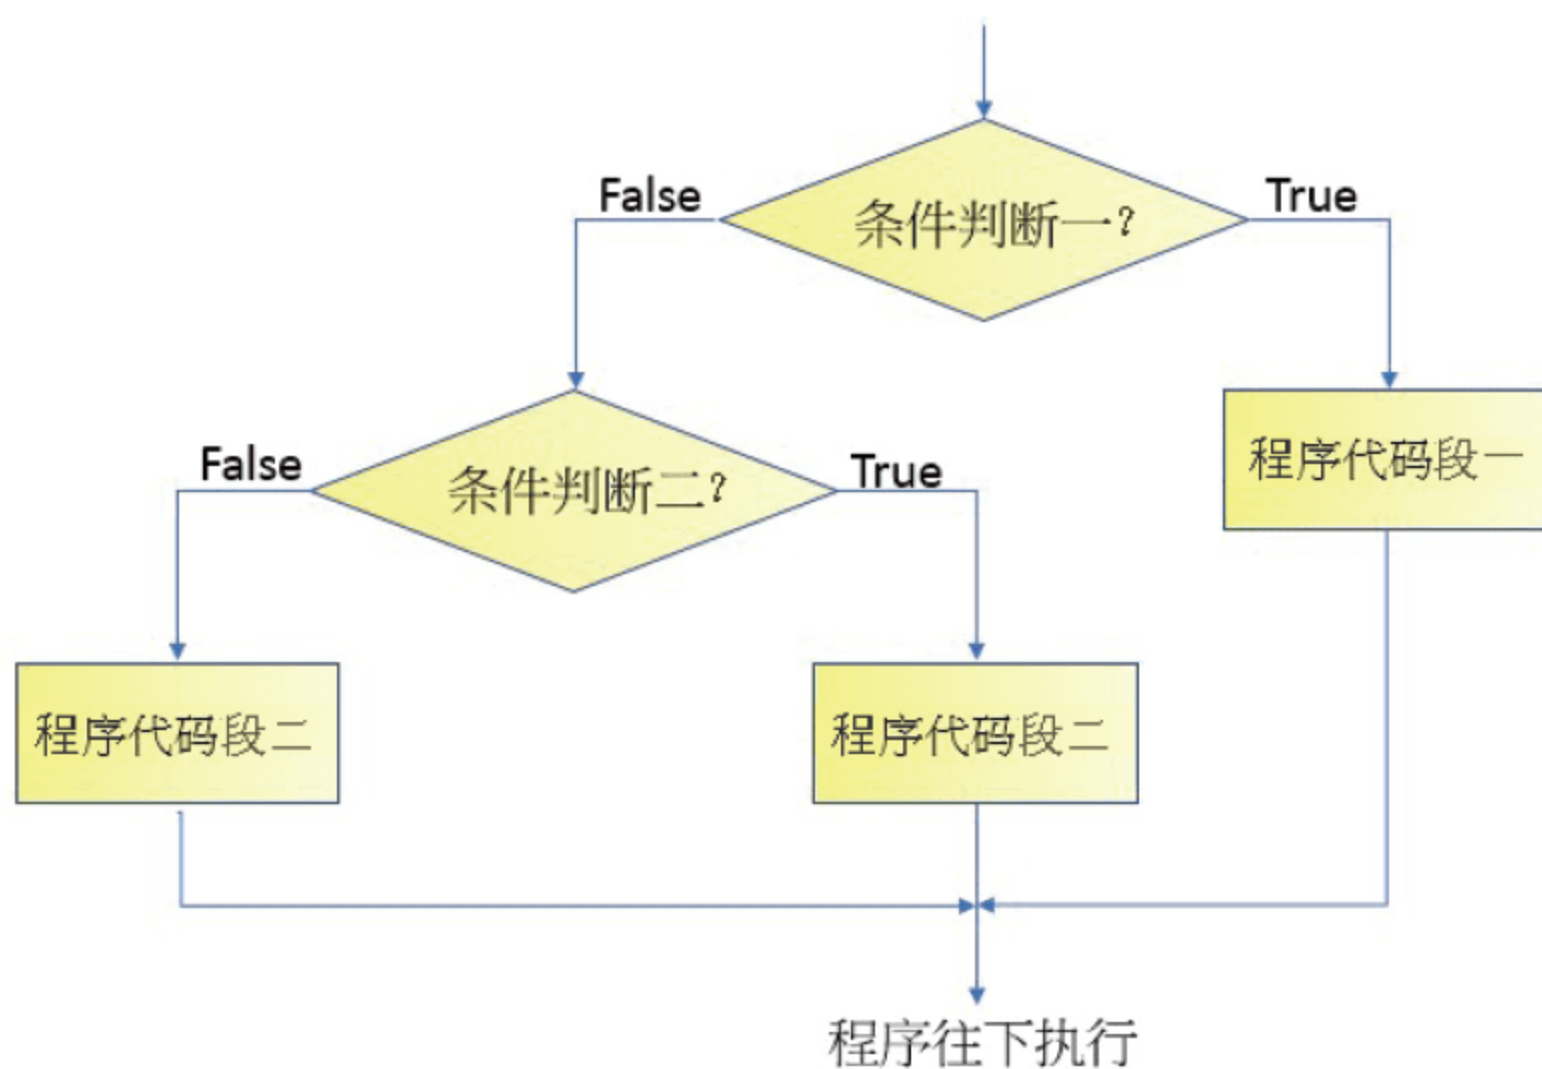 False
条件判断一?
True
False
条件判断二?
True
程序代码段一
程序代码段二
程序代码段二
程序往下执行